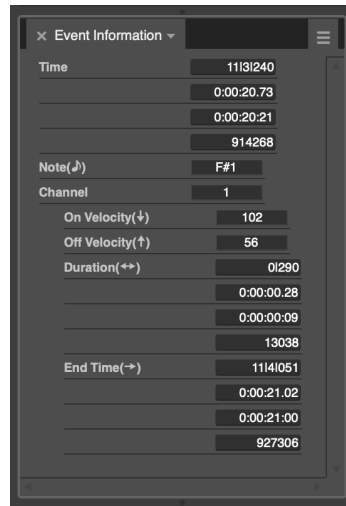 × Event Information
Time 11|3|240
0:00:20.73
0:00:20:21
914268
Note(♪) F#1
Channel 1
On Velocity(↓) 102
Off Velocity(↑) 56
Duration(↔) 0|290
0:00:00.28
0:00:00:09
13038
End Time(→) 11|4|051
0:00:21.02
0:00:21:00
927306